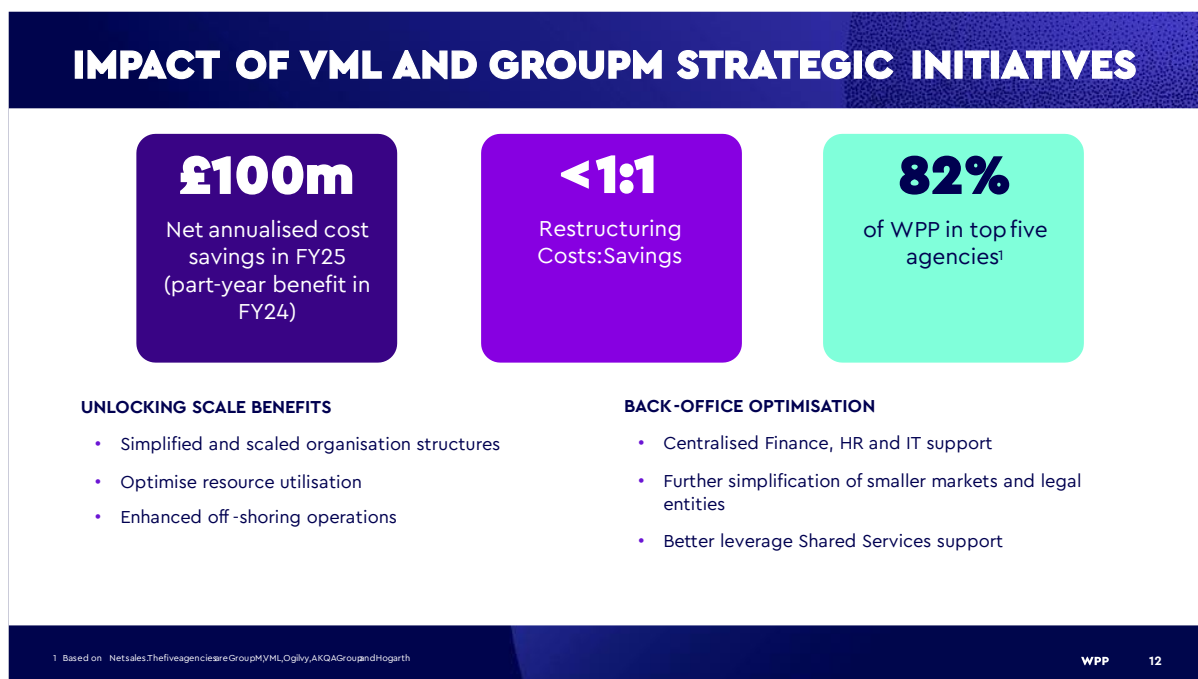 IMPACT OF VML AND GROUPM STRATEGIC INITIATIVES
£100m
Net annualised cost
savings in FY25
(part-year benefit in
FY24)
<1:1
Restructuring
Costs:Savings
82%
of WPP in top five
agencies¹
UNLOCKING SCALE BENEFITS
• Simplified and scaled organisation structures
• Optimise resource utilisation
• Enhanced off-shoring operations
BACK-OFFICE OPTIMISATION
• Centralised Finance, HR and IT support
• Further simplification of smaller markets and legal
entities
• Better leverage Shared Services support
1 Based on Netsales.ThefiveagenciesareGroupM,VML,Ogilvy,AKQAGroupandHogarth
WPP 12